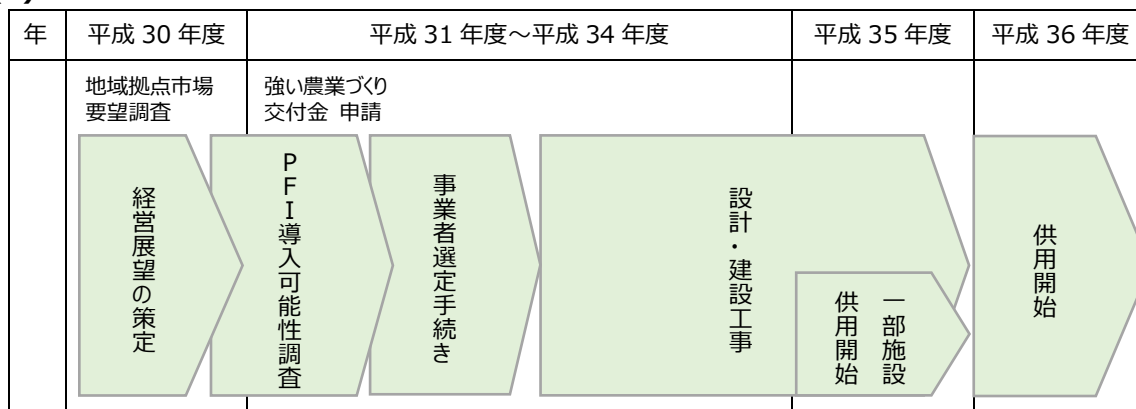 年
平成 30 年度
平成 31 年度～平成 34 年度
平成 35 年度
平成 36 年度
地域拠点市場
要望調査
強い農業づくり
交付金 申請
経営展望の策定
PFI導入可能性調査
事業者選定手続き
設計・建設工事
一部施設
供用開始
供用開始